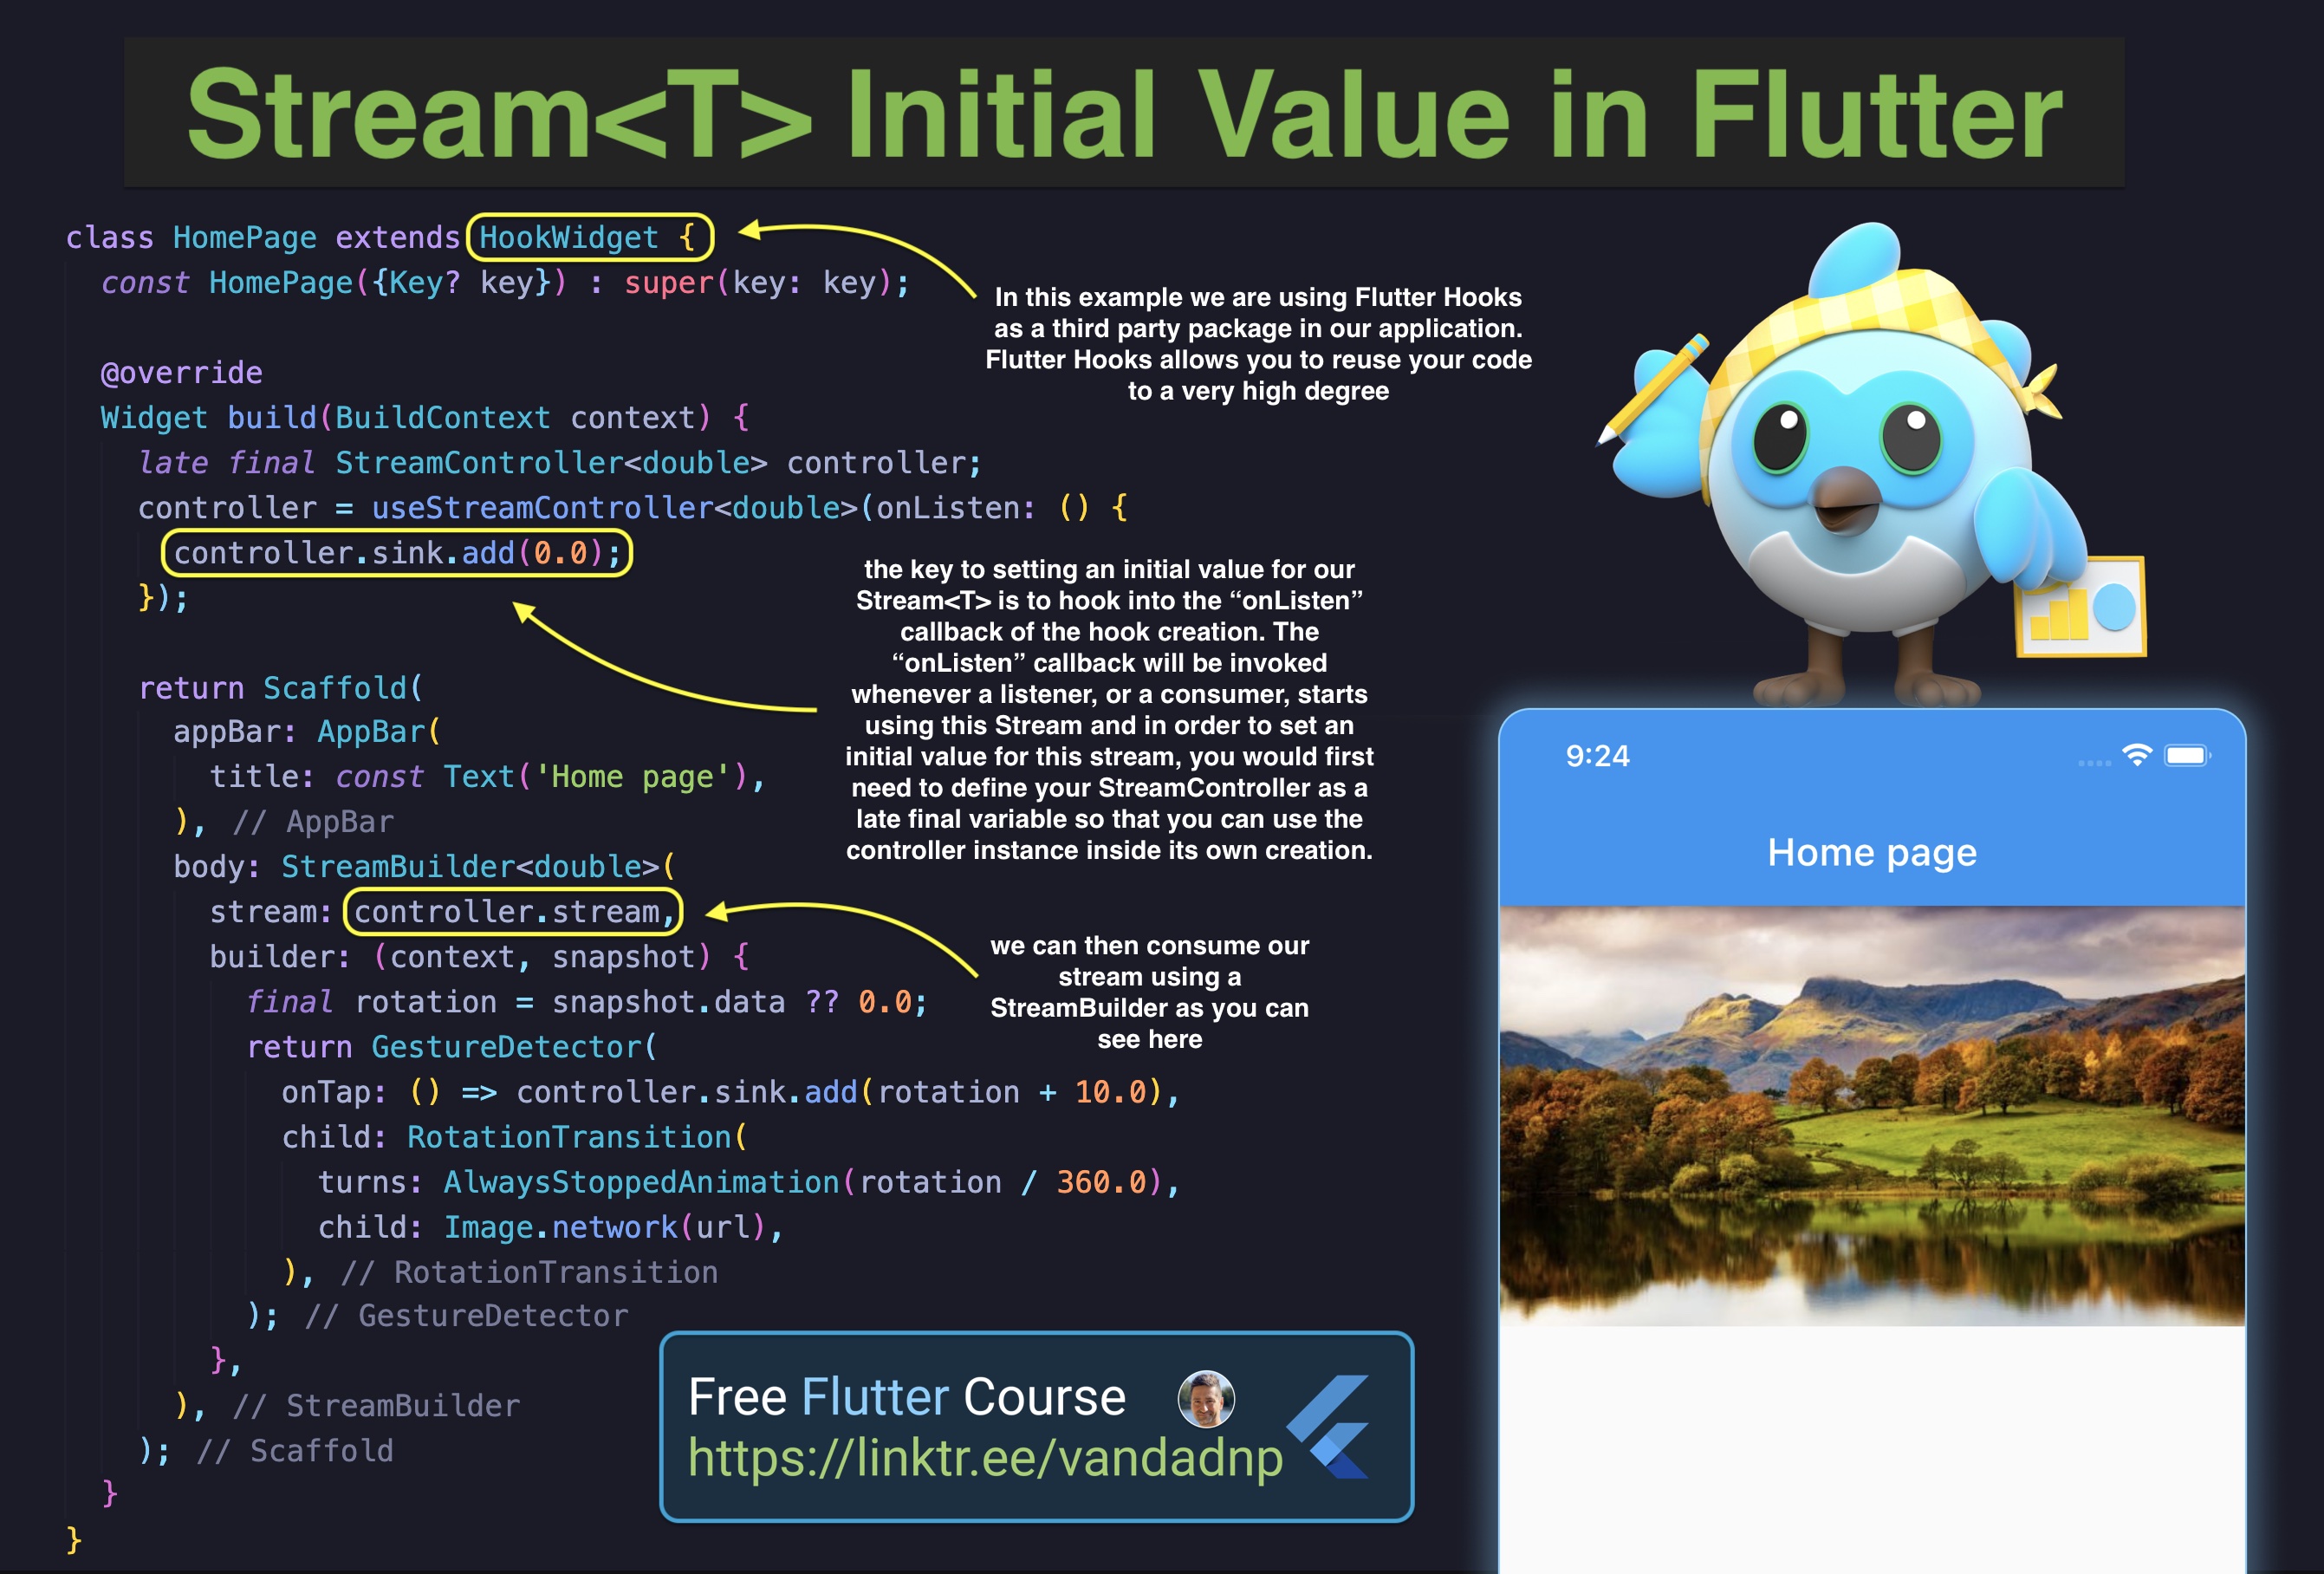 Stream<T> Initial Value in Flutter
class HomePage extends HookWidget {
const HomePage({Key? key}) : super(key: key);
@override
Widget build(BuildContext context) {
late final StreamController<double> controller;
controller = useStreamController<double>(onListen: () {
controller.sink.add(0.0);
});
return Scaffold(
appBar: AppBar(
title: const Text('Home page'),
), // AppBar
body: StreamBuilder<double>(
stream: controller.stream,
builder: (context, snapshot) {
final rotation = snapshot.data ?? 0.0;
return GestureDetector(
onTap: () => controller.sink.add(rotation + 10.0),
child: RotationTransition(
turns: AlwaysStoppedAnimation(rotation / 360.0),
child: Image.network(url),
), // RotationTransition
); // GestureDetector
},
), // StreamBuilder
); // Scaffold
}
}
In this example we are using Flutter Hooks
as a third party package in our application.
Flutter Hooks allows you to reuse your code
to a very high degree
the key to setting an initial value for our
Stream<T> is to hook into the “onListen”
callback of the hook creation. The
“onListen” callback will be invoked
whenever a listener, or a consumer, starts
using this Stream and in order to set an
initial value for this stream, you would first
need to define your StreamController as a
late final variable so that you can use the
controller instance inside its own creation.
we can then consume our
stream using a
StreamBuilder as you can
see here
Free Flutter Course
https://linktr.ee/vandadnp
9:24
Home page